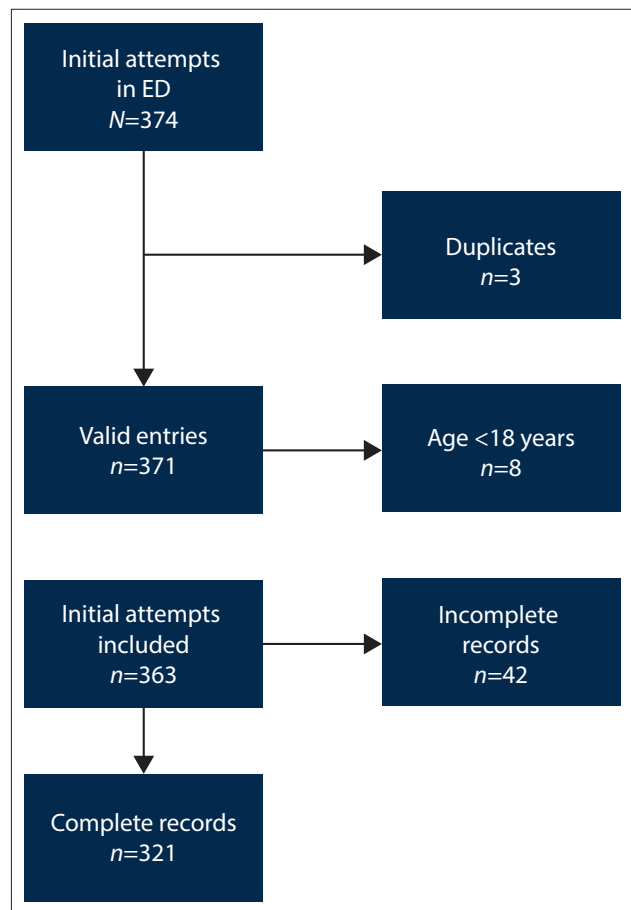 Initial attempts
in ED
N=374
Duplicates
n=3
Valid entries
n=371
Age <18 years
n=8
Initial attempts
included
n=363
Incomplete
records
n=42
Complete records
n=321